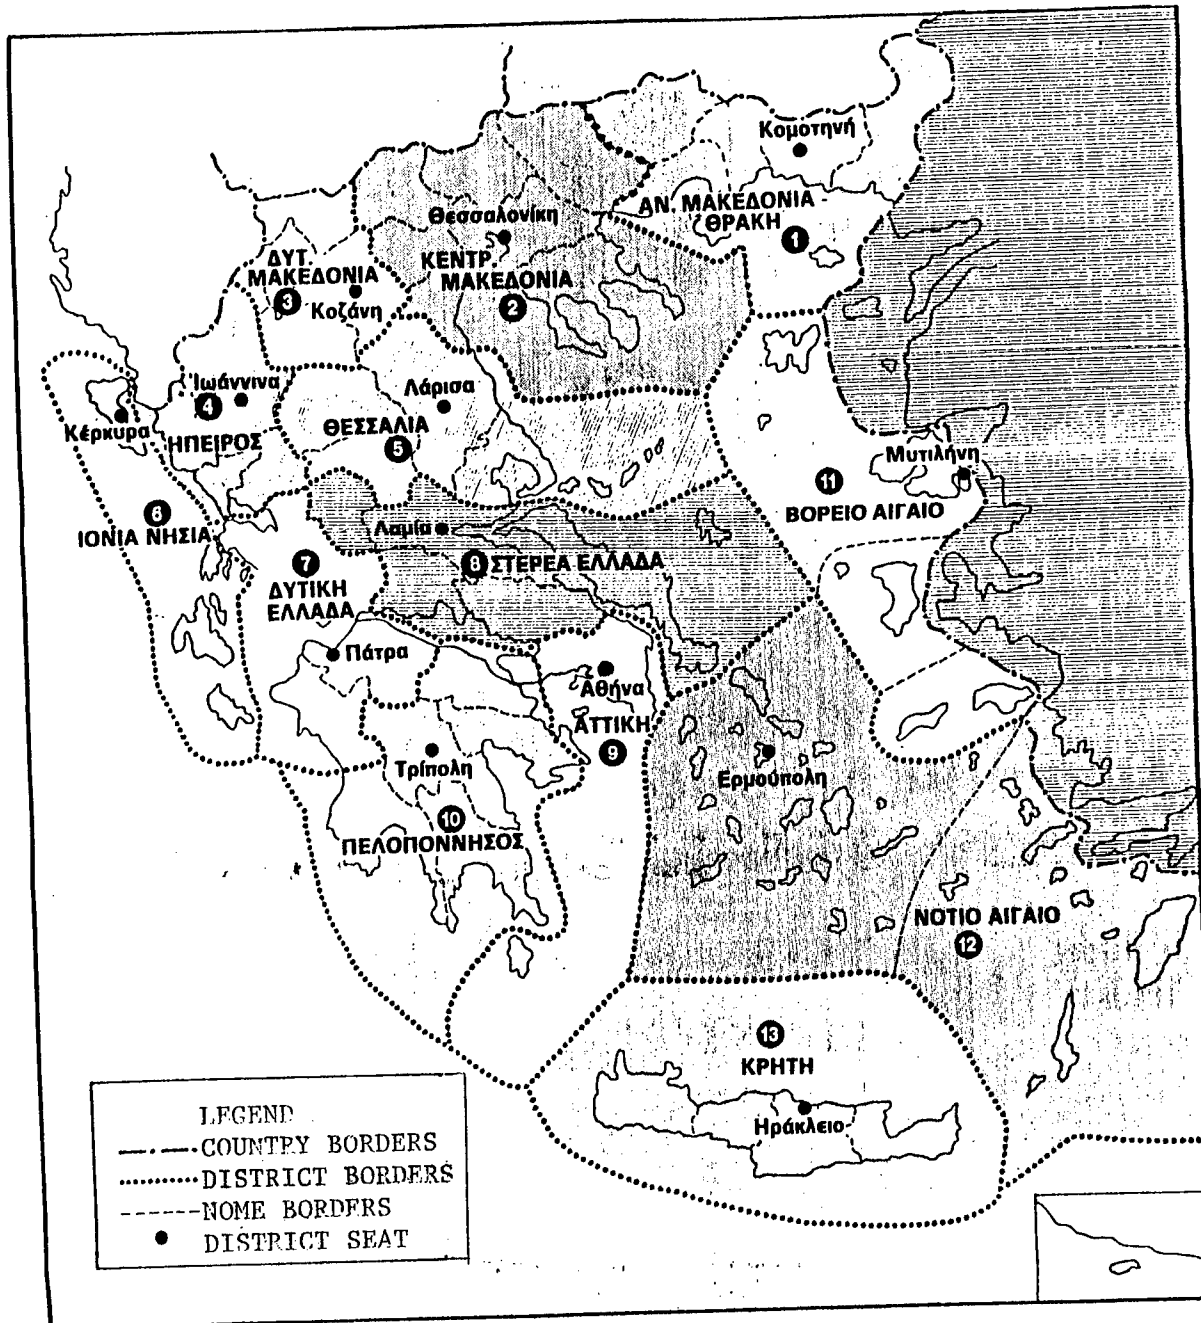 Κομοτηνή
ΑΝ. ΜΑΚΕΔΟΝΙΑ -
ΘΡΑΚΗ
1
Θεσσαλονίκη
ΚΕΝΤΡ.
ΜΑΚΕΔΟΝΙΑ
2
ΔΥΤ.
ΜΑΚΕΔΟΝΙΑ
3
Κοζάνη
Ἰωάννινα
4
ΗΠΕΙΡΟΣ
Κέρκυρα
Λάρισα
ΘΕΣΣΑΛΙΑ
5
6
ΙΟΝΙΑ ΝΗΣΙΑ
7
ΔΥΤΙΚΗ
ΕΛΛΑΔΑ
Λαμία
8 ΣΤΕΡΕΑ ΕΛΛΑΔΑ
Μυτιλήνη
11
ΒΟΡΕΙΟ ΑΙΓΑΙΟ
Πάτρα
Ἀθήνα
ΑΤΤΙΚΗ
9
Τρίπολη
10
ΠΕΛΟΠΟΝΝΗΣΟΣ
Ερμούπολη
ΝΟΤΙΟ ΑΙΓΑΙΟ
12
13
ΚΡΗΤΗ
Ηράκλειο
LEGEND
COUNTRY BORDERS
DISTRICT BORDERS
NOME BORDERS
DISTRICT SEAT